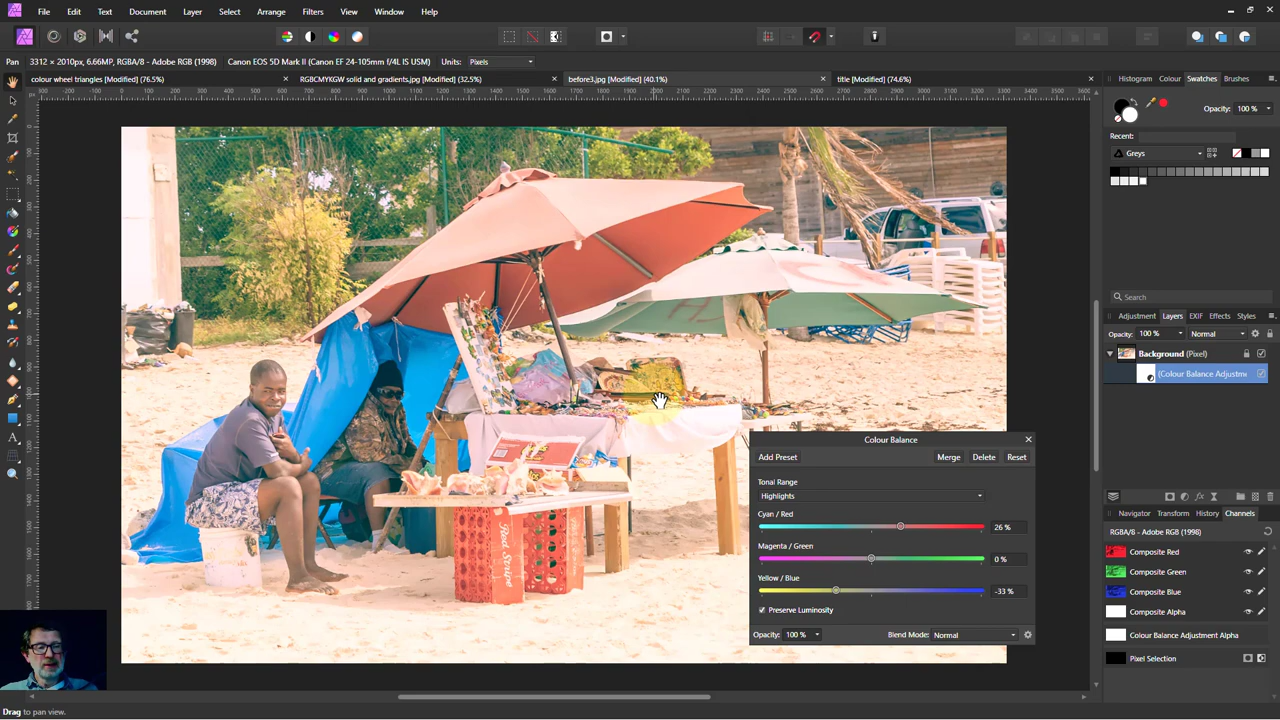 File Edit Text Document Layer Select Arrange Filters View Window Help
Pan 3312 × 2010px, 6.66MP, RGBA/8 - Adobe RGB (1998) Canon EOS 5D Mark II (Canon EF 24-105mm f/4L IS USM) Units: Pixels
colour wheel triangles [Modified] (76.5%) RGBCMYKGW solid and gradients.jpg [Modified] (32.5%) before3.jpg [Modified] (40.1%) title [Modified] (74.6%)
Histogram Colour Swatches Brushes
Opacity: 100 %
Recent:
Greys
Search
Adjustment Layers EXIF Effects Styles
Opacity: 100 % Normal
Background (Pixel)
(Colour Balance Adjustm
Red Stripe
Colour Balance
Add Preset Merge Delete Reset
Tonal Range
Highlights
Cyan / Red
26 %
Magenta / Green
0 %
Yellow / Blue
-33 %
Preserve Luminosity
Opacity: 100 % Blend Mode: Normal
Navigator Transform History Channels
RGBA/8 - Adobe RGB (1998)
Composite Red
Composite Green
Composite Blue
Composite Alpha
Colour Balance Adjustment Alpha
Pixel Selection
Drag to pan view.